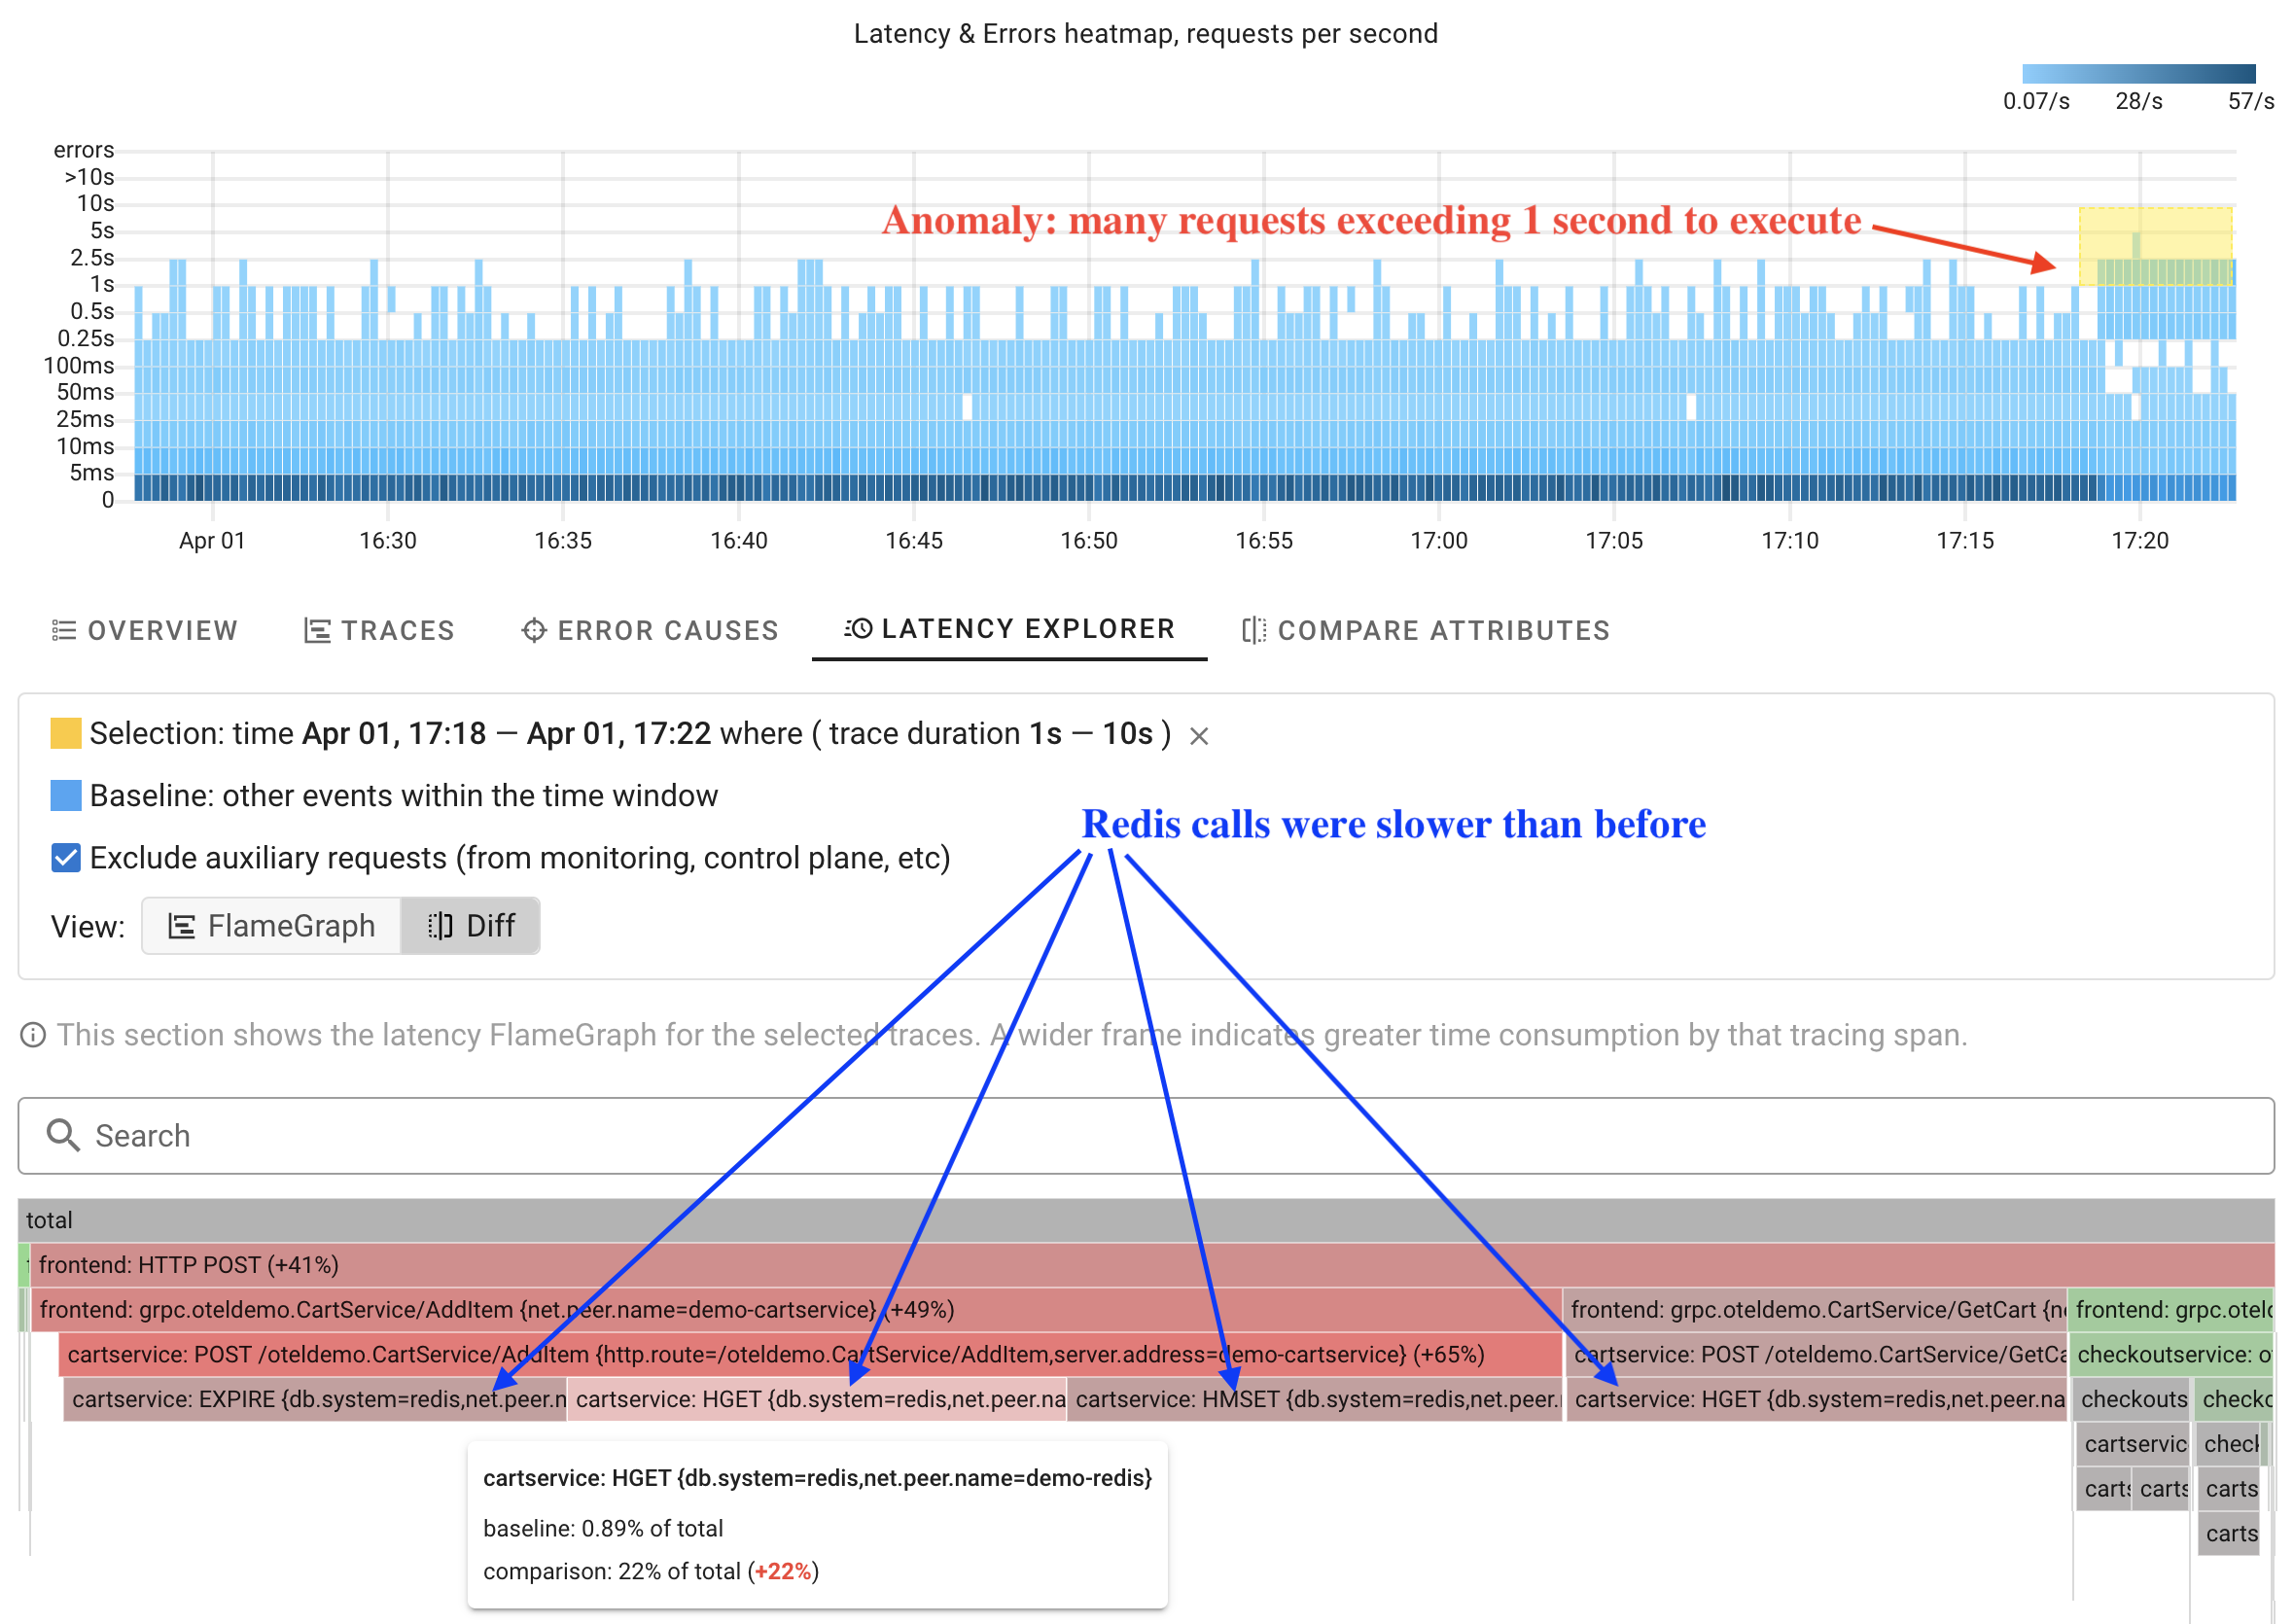 Latency & Errors heatmap, requests per second
0.07/s 28/s 57/s
errors
>10s
10s
Anomaly: many requests exceeding 1 second to execute
5s
2.5s
1s
0.5s
0.25s
100ms
50ms
25ms
10ms
5ms
0
Apr 01 16:30 16:35 16:40 16:45 16:50 16:55 17:00 17:05 17:10 17:15 17:20
OVERVIEW TRACES ERROR CAUSES LATENCY EXPLORER COMPARE ATTRIBUTES
Selection: time Apr 01, 17:18 — Apr 01, 17:22 where ( trace duration 1s — 10s ) ×
Baseline: other events within the time window
Redis calls were slower than before
Exclude auxiliary requests (from monitoring, control plane, etc)
View: FlameGraph Diff
This section shows the latency FlameGraph for the selected traces. A wider frame indicates greater time consumption by that tracing span.
Search
total
frontend: HTTP POST (+41%)
frontend: grpc.oteldemo.CartService/AddItem {net.peer.name=demo-cartservice} (+49%) frontend: grpc.oteldemo.CartService/GetCart {ne frontend: grpc.oteld
cartservice: POST /oteldemo.CartService/AddItem {http.route=/oteldemo.CartService/AddItem,server.address=demo-cartservice} (+65%) cartservice: POST /oteldemo.CartService/GetCa checkoutservice: o
cartservice: EXPIRE {db.system=redis,net.peer.n cartservice: HGET {db.system=redis,net.peer.na cartservice: HMSET {db.system=redis,net.peer. cartservice: HGET {db.system=redis,net.peer.na checkouts checko
cartservic check
carts carts carts
carts
cartservice: HGET {db.system=redis,net.peer.name=demo-redis}
baseline: 0.89% of total
comparison: 22% of total (+22%)